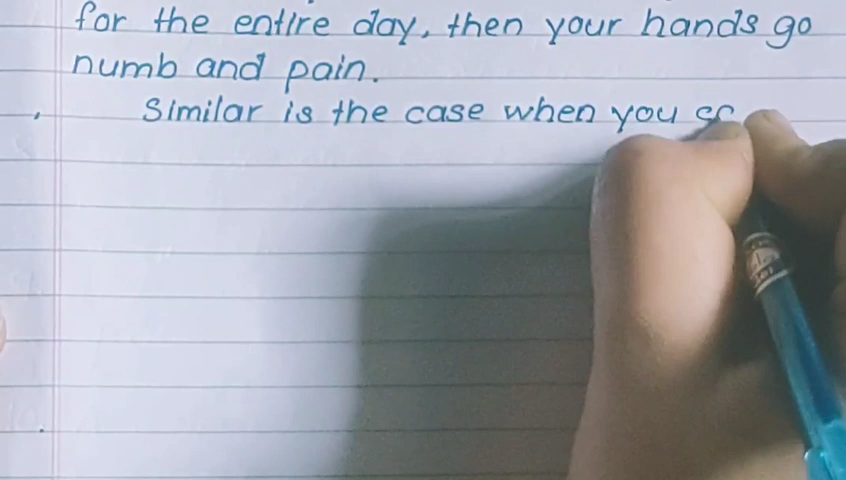 for the entire day, then your hands go
numb and pain.
Similar is the case when you